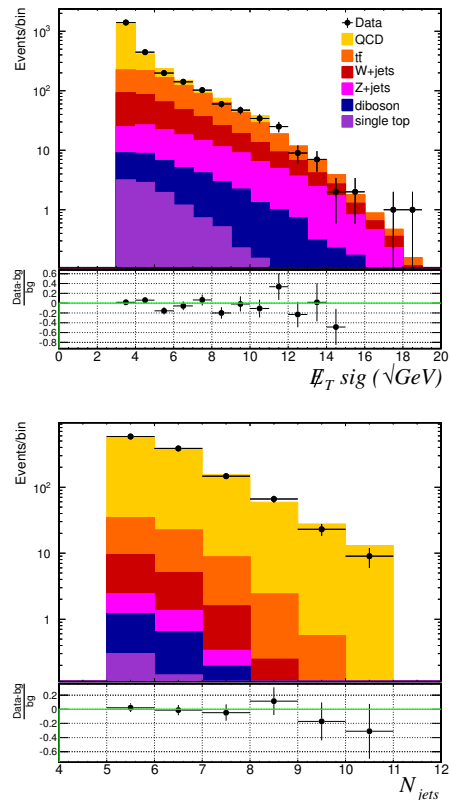 Events/bin
10³
10²
10
1
Data
QCD
tt̄
W+jets
Z+jets
diboson
single top
Data-bg
bg
0.6
0.4
0.2
0
-0.2
-0.4
-0.6
-0.8
0 2 4 6 8 10 12 14 16 18 20
E̸_T sig (√GeV)
Events/bin
10²
10
1
Data-bg
bg
0.2
0
-0.2
-0.4
-0.6
4 5 6 7 8 9 10 11 12
N_jets